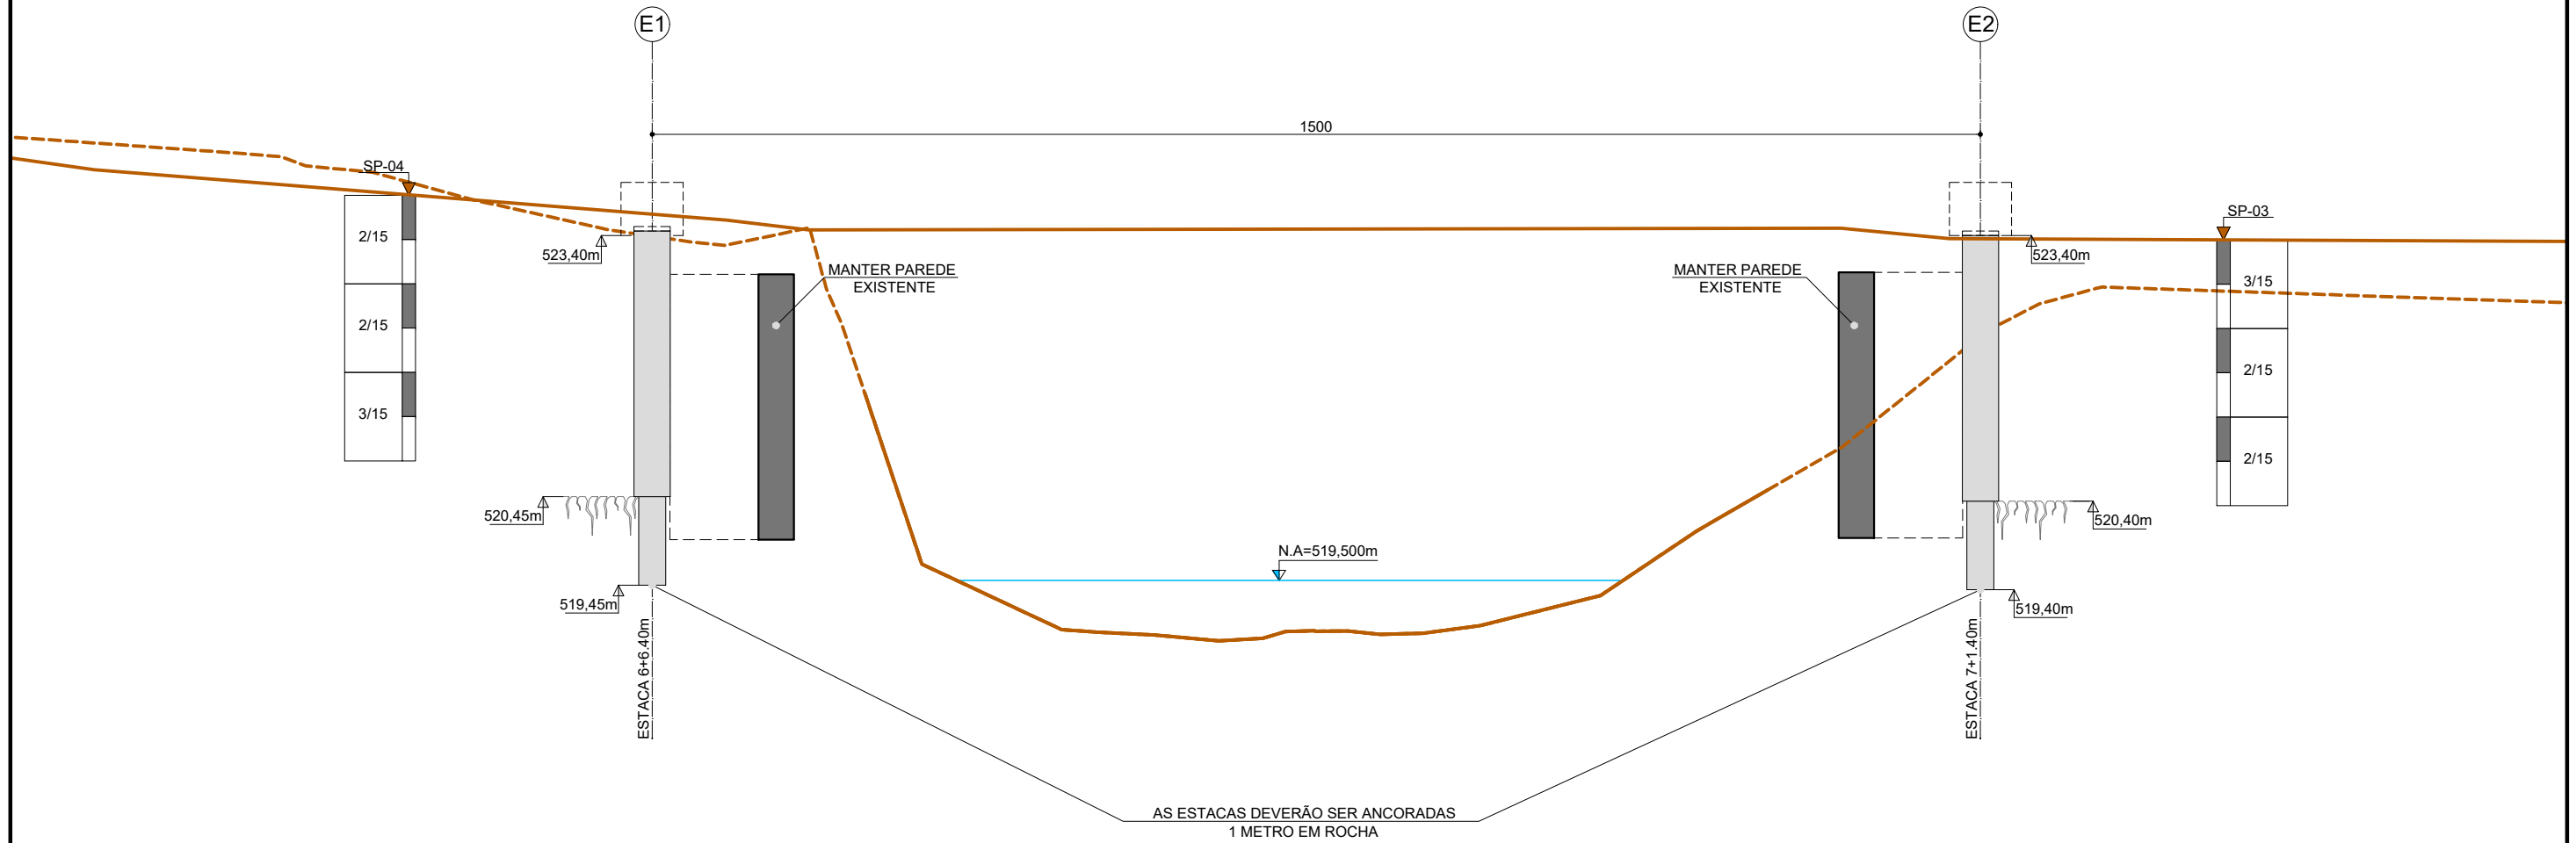 E1
E2
1500
SP-04
SP-03
2/15
2/15
3/15
523,40m
MANTER PAREDE
EXISTENTE
MANTER PAREDE
EXISTENTE
523,40m
3/15
2/15
2/15
520,45m
520,40m
N.A=519,500m
519,45m
519,40m
ESTACA 6+6.40m
ESTACA 7+1.40m
AS ESTACAS DEVERÃO SER ANCORADAS
1 METRO EM ROCHA